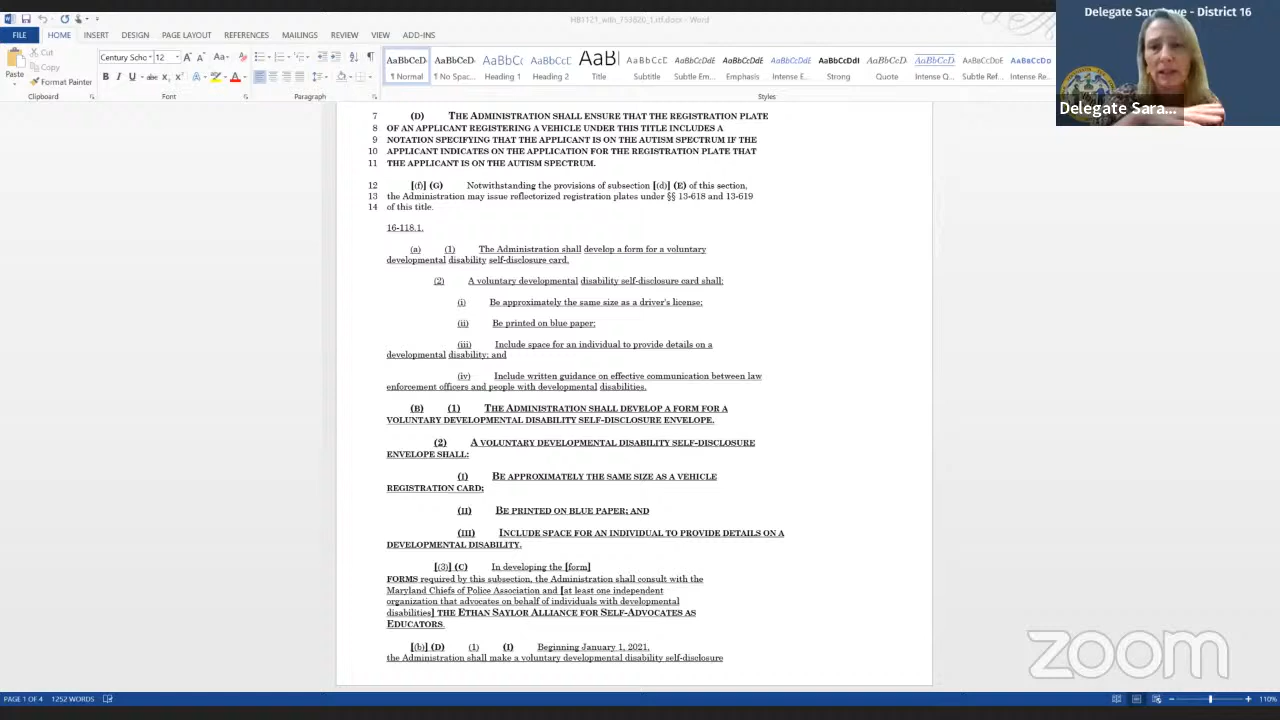 HB1121_with_753820_1.rtf.docx - Word
FILE HOME INSERT DESIGN PAGE LAYOUT REFERENCES MAILINGS REVIEW VIEW ADD-INS
Paste
Cut
Copy
Format Painter
Clipboard
Century Scho 12
Font
Paragraph
¶ Normal ¶ No Spac... Heading 1 Heading 2 Title Subtitle Subtle Em... Emphasis Intense E... Strong Quote Intense Q... Subtle Ref... Intense Re...
Styles
7 (D) THE ADMINISTRATION SHALL ENSURE THAT THE REGISTRATION PLATE
8 OF AN APPLICANT REGISTERING A VEHICLE UNDER THIS TITLE INCLUDES A
9 NOTATION SPECIFYING THAT THE APPLICANT IS ON THE AUTISM SPECTRUM IF THE
10 APPLICANT INDICATES ON THE APPLICATION FOR THE REGISTRATION PLATE THAT
11 THE APPLICANT IS ON THE AUTISM SPECTRUM.
12 [(f)] (G) Notwithstanding the provisions of subsection [(d)] (E) of this section,
13 the Administration may issue reflectorized registration plates under §§ 13-618 and 13-619
14 of this title.
16-118.1.
(a) (1) The Administration shall develop a form for a voluntary
developmental disability self-disclosure card.
(2) A voluntary developmental disability self-disclosure card shall:
(i) Be approximately the same size as a driver's license;
(ii) Be printed on blue paper;
(iii) Include space for an individual to provide details on a
developmental disability; and
(iv) Include written guidance on effective communication between law
enforcement officers and people with developmental disabilities.
(B) (1) THE ADMINISTRATION SHALL DEVELOP A FORM FOR A
VOLUNTARY DEVELOPMENTAL DISABILITY SELF-DISCLOSURE ENVELOPE.
(2) A VOLUNTARY DEVELOPMENTAL DISABILITY SELF-DISCLOSURE
ENVELOPE SHALL:
(I) BE APPROXIMATELY THE SAME SIZE AS A VEHICLE
REGISTRATION CARD;
(II) BE PRINTED ON BLUE PAPER; AND
(III) INCLUDE SPACE FOR AN INDIVIDUAL TO PROVIDE DETAILS ON A
DEVELOPMENTAL DISABILITY.
[(3)] (C) In developing the [form]
FORMS required by this subsection, the Administration shall consult with the
Maryland Chiefs of Police Association and [at least one independent
organization that advocates on behalf of individuals with developmental
disabilities] THE ETHAN SAYLOR ALLIANCE FOR SELF-ADVOCATES AS
EDUCATORS.
[(b)] (D) (1) (I) Beginning January 1, 2021,
the Administration shall make a voluntary developmental disability self-disclosure
PAGE 1 OF 4 1252 WORDS
110%
Delegate Sara - District 16
Delegate Sara...
zoom